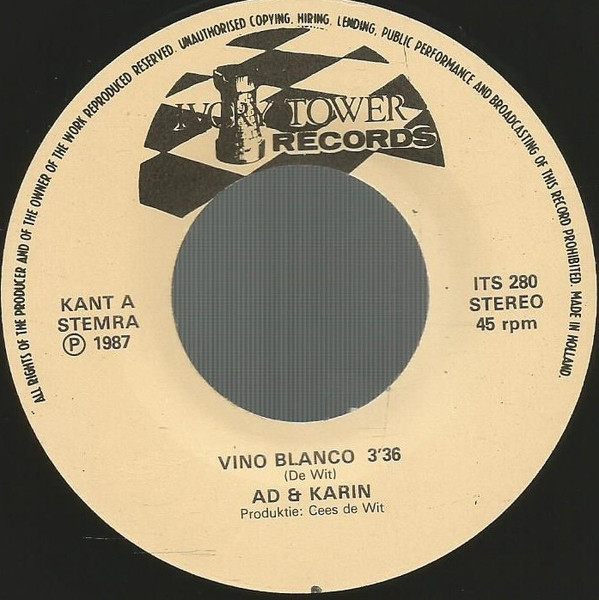 ALL RIGHTS OF THE PRODUCER AND OF THE OWNER OF THE WORK REPRODUCED RESERVED. UNAUTHORISED COPYING, HIRING, LENDING, PUBLIC PERFORMANCE AND BROADCASTING OF THIS RECORD PROHIBITED. MADE IN HOLLAND.
IVORY TOWER
RECORDS
KANT A
STEMRA
Ⓟ 1987
ITS 280
STEREO
45 rpm
VINO BLANCO 3'36
(De Wit)
AD & KARIN
Produktie: Cees de Wit